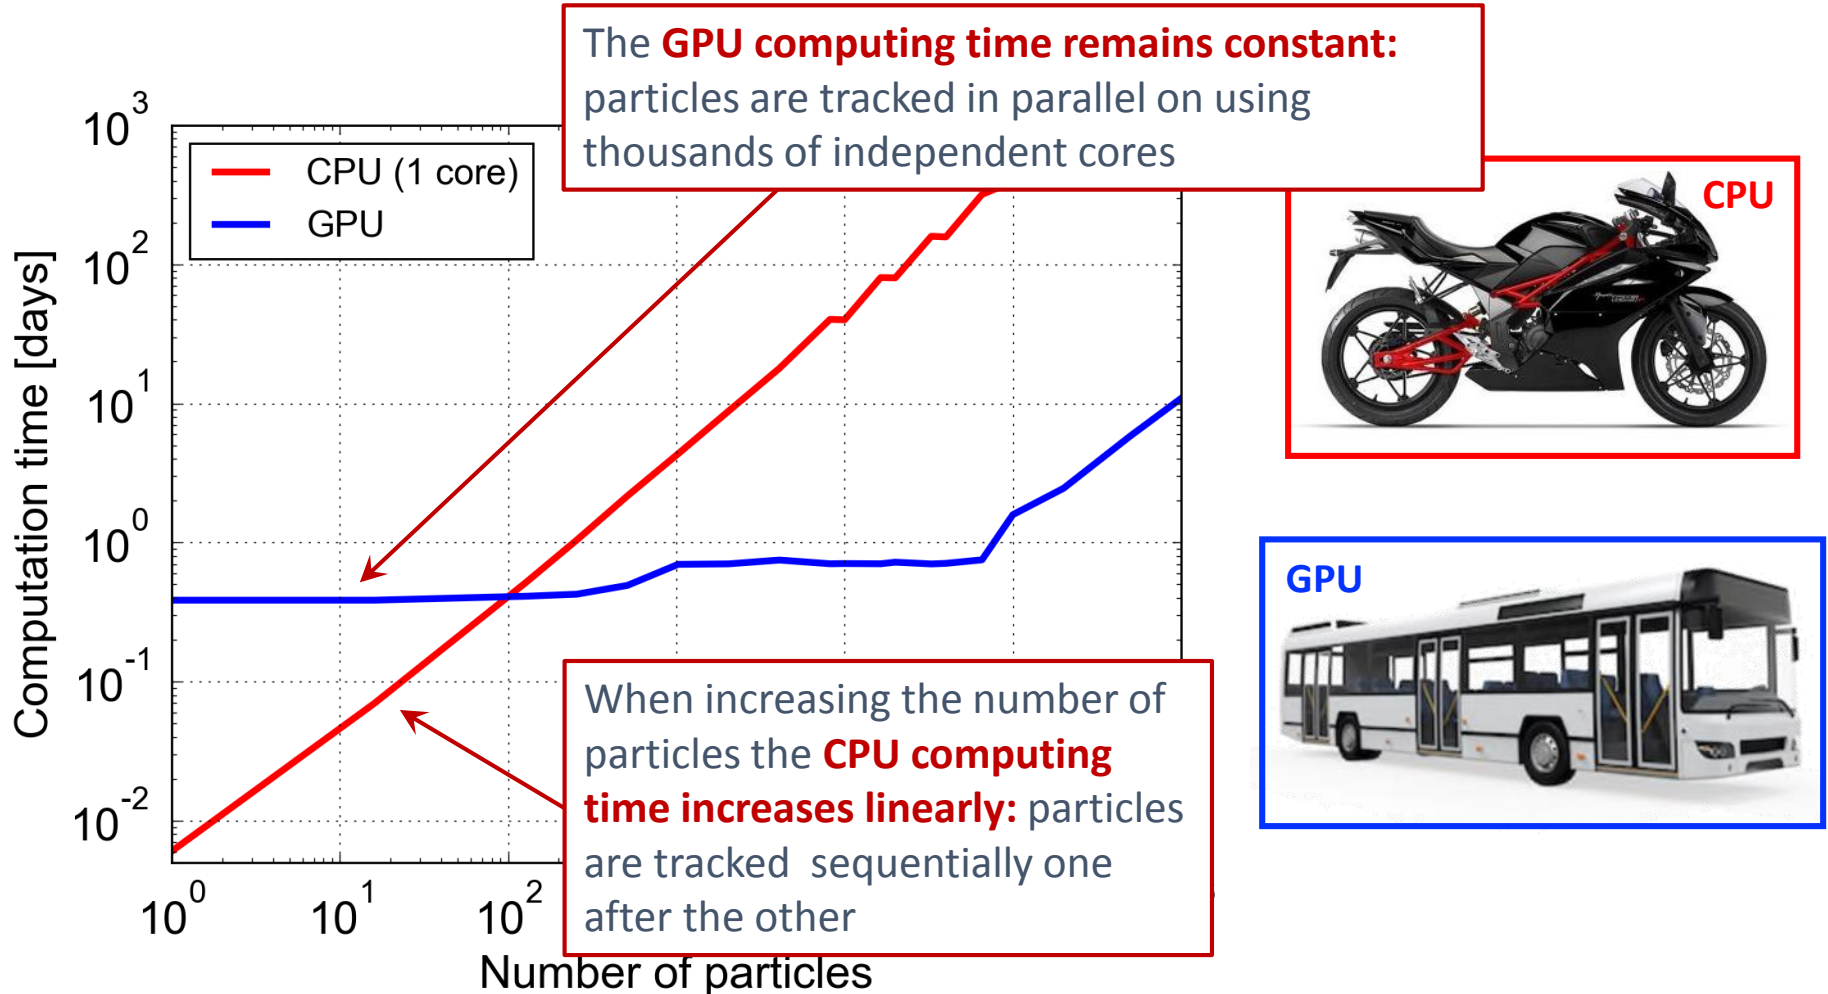 The GPU computing time remains constant:
particles are tracked in parallel on using
thousands of independent cores
10^3
10^2
10^1
10^0
10^-1
10^-2
Computation time [days]
CPU (1 core)
GPU
CPU
GPU
When increasing the number of
particles the CPU computing
time increases linearly: particles
are tracked sequentially one
after the other
10^0 10^1 10^2
Number of particles